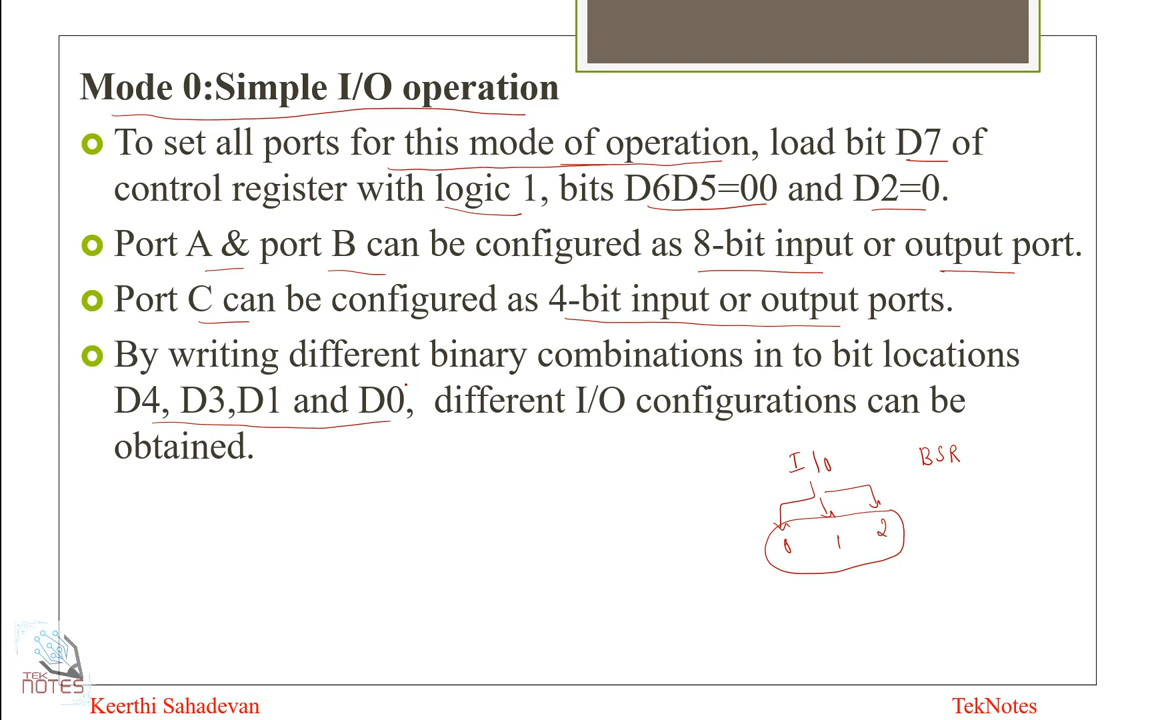 Mode 0:Simple I/O operation
To set all ports for this mode of operation, load bit D7 of
control register with logic 1, bits D6D5=00 and D2=0.
Port A & port B can be configured as 8-bit input or output port.
Port C can be configured as 4-bit input or output ports.
By writing different binary combinations in to bit locations
D4, D3,D1 and D0, different I/O configurations can be
obtained.
I/O BSR
0 1 2
TEK
NOTES
Keerthi Sahadevan TekNotes